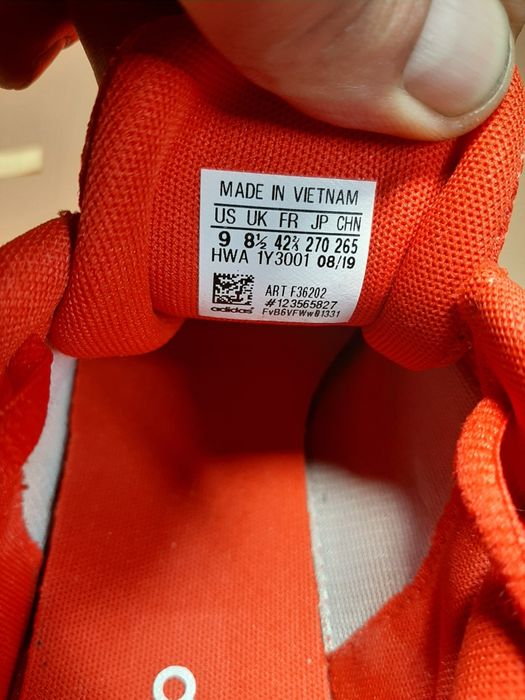 MADE IN VIETNAM
US UK FR JP CHN
9 8½ 42⅔ 270 265
HWA 1Y3001 08/19
ART F36202
#123565827
adidas FvB6VFWw01331